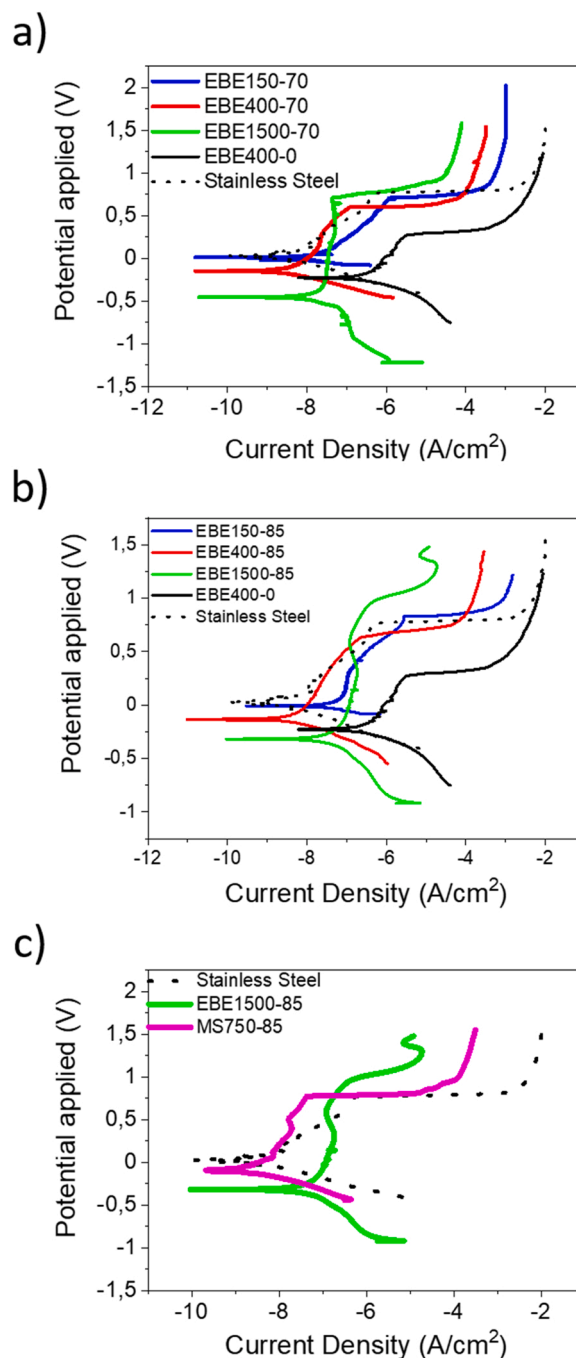 a)
EBE150-70
EBE400-70
EBE1500-70
EBE400-0
Stainless Steel
Potential applied (V)
2
1,5
1
0,5
0
-0,5
-1
-1,5
-12 -10 -8 -6 -4 -2
Current Density (A/cm²)
b)
EBE150-85
EBE400-85
EBE1500-85
EBE400-0
Stainless Steel
Potential applied (V)
1,5
1
0,5
0
-0,5
-1
-12 -10 -8 -6 -4 -2
Current Density (A/cm²)
c)
Stainless Steel
EBE1500-85
MS750-85
Potential applied (V)
2
1,5
1
0,5
0
-0,5
-1
-1,5
-10 -8 -6 -4 -2
Current Density (A/cm²)